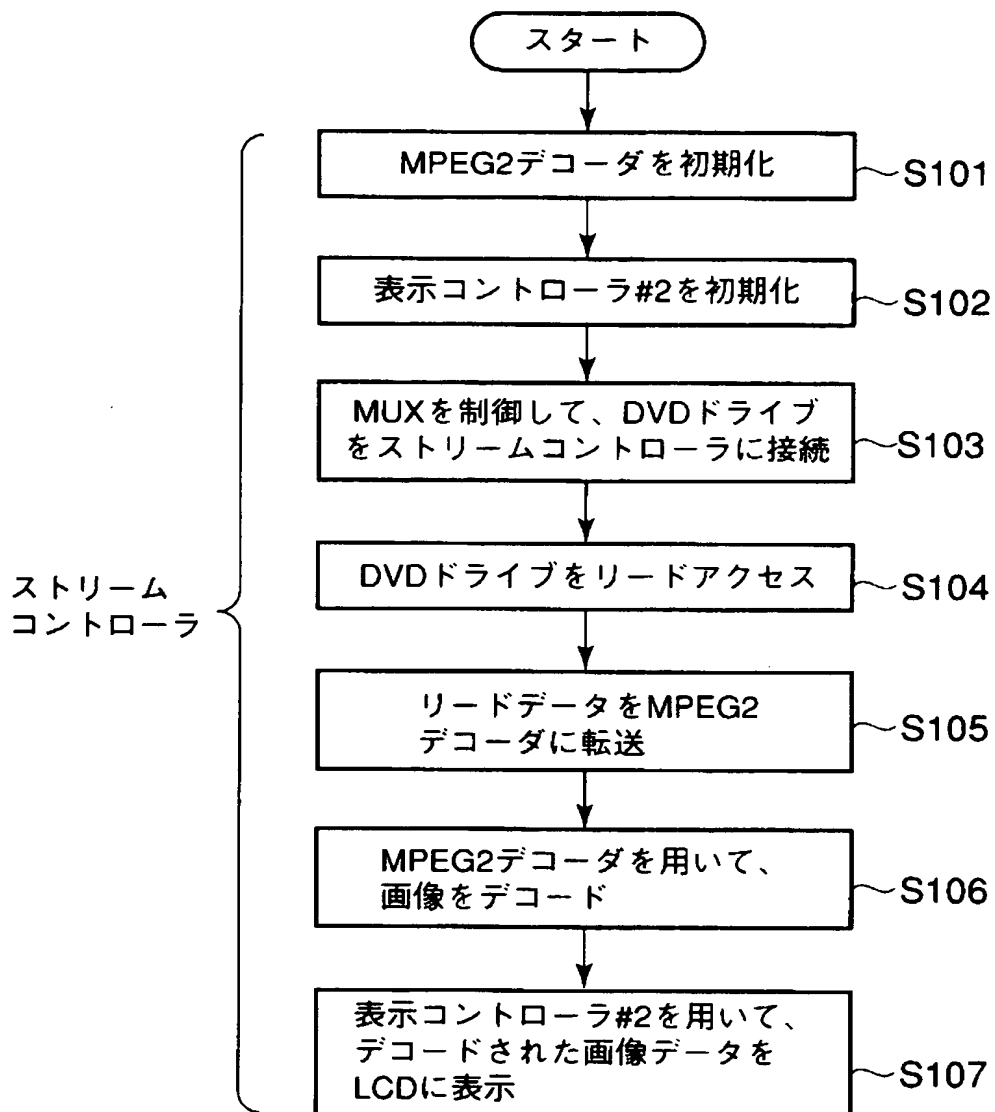 スタート
MPEG2デコーダを初期化
S101
表示コントローラ#2を初期化
S102
MUXを制御して、DVDドライブ
をストリームコントローラに接続
S103
DVDドライブをリードアクセス
S104
ストリーム
コントローラ
リードデータをMPEG2
デコーダに転送
S105
MPEG2デコーダを用いて、
画像をデコード
S106
表示コントローラ#2を用いて、
デコードされた画像データを
LCDに表示
S107